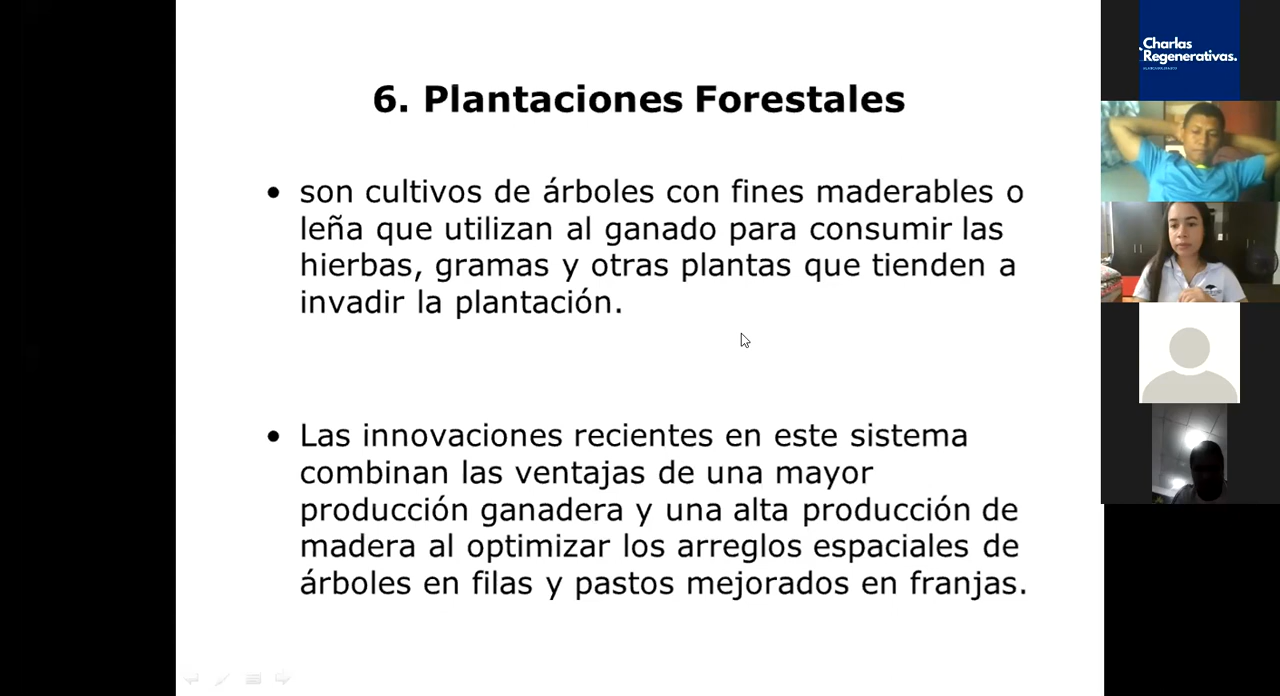 6. Plantaciones Forestales
• son cultivos de árboles con fines maderables o
leña que utilizan al ganado para consumir las
hierbas, gramas y otras plantas que tienden a
invadir la plantación.
• Las innovaciones recientes en este sistema
combinan las ventajas de una mayor
producción ganadera y una alta producción de
madera al optimizar los arreglos espaciales de
árboles en filas y pastos mejorados en franjas.
Charlas
Regenerativas.